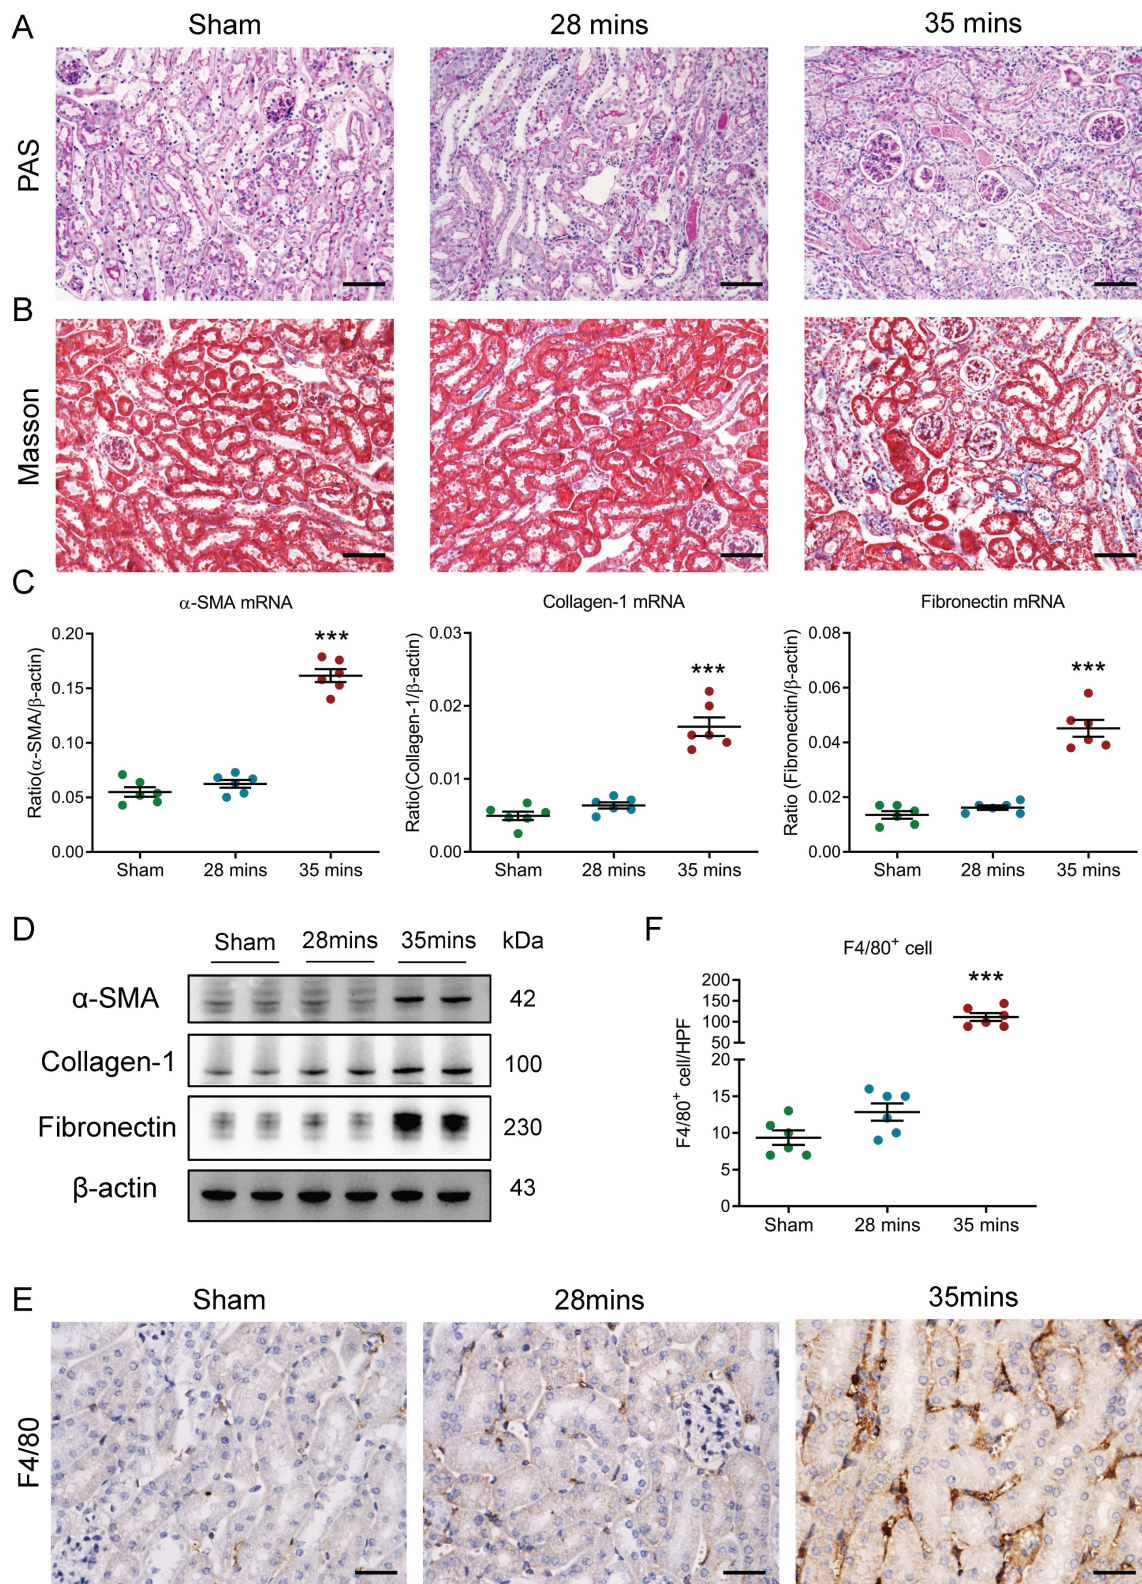 A
Sham
28 mins
35 mins
PAS
B
Masson
C
α-SMA mRNA
Ratio(α-SMA/β-actin)
0.20
0.15
0.10
0.05
0.00
***
Sham
28 mins
35 mins
Collagen-1 mRNA
Ratio(Collagen-1/β-actin)
0.03
0.02
0.01
0.00
***
Sham
28 mins
35 mins
Fibronectin mRNA
Ratio (Fibronectin/β-actin)
0.08
0.06
0.04
0.02
0.00
***
Sham
28 mins
35 mins
D
Sham
28mins
35mins
kDa
α-SMA
42
Collagen-1
100
Fibronectin
230
β-actin
43
F
F4/80⁺ cell
F4/80⁺ cell/HPF
200
150
100
50
20
15
10
5
0
***
Sham
28 mins
35 mins
E
Sham
28mins
35mins
F4/80